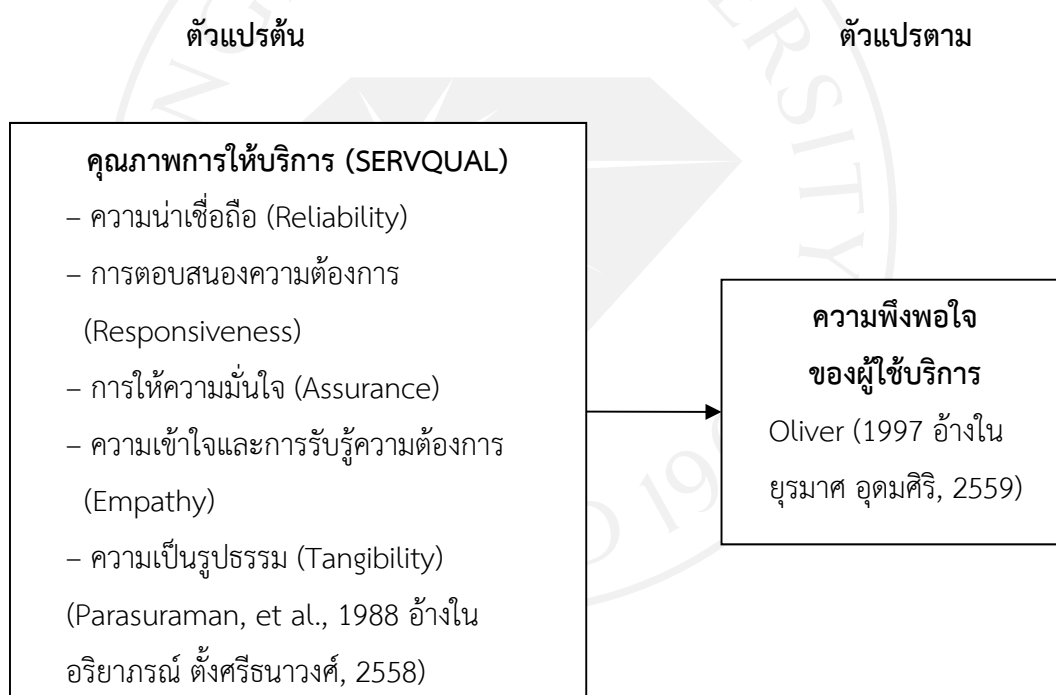 ตัวแปรต้น
ตัวแปรตาม
คุณภาพการให้บริการ (SERVQUAL)
– ความน่าเชื่อถือ (Reliability)
– การตอบสนองความต้องการ
(Responsiveness)
– การให้ความมั่นใจ (Assurance)
– ความเข้าใจและการรับรู้ความต้องการ
(Empathy)
– ความเป็นรูปธรรม (Tangibility)
(Parasuraman, et al., 1988 อ้างใน
อริยาภรณ์ ตั้งศรีธนาวงศ์, 2558)
ความพึงพอใจ
ของผู้ใช้บริการ
Oliver (1997 อ้างใน
ยุรมาศ อุดมศิริ, 2559)